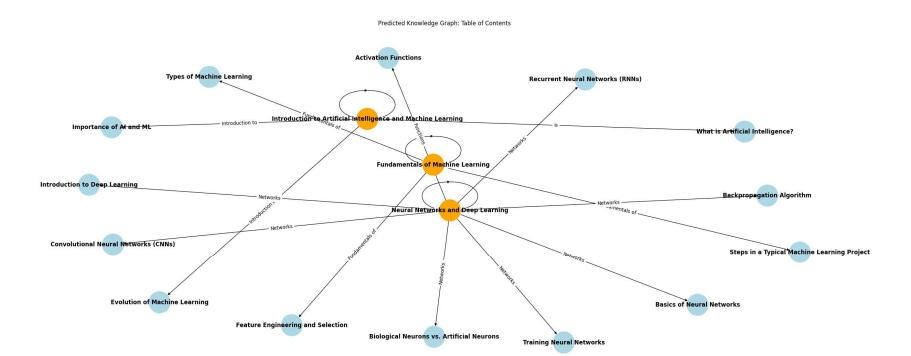 Predicted Knowledge Graph: Table of Contents
Activation Functions
Types of Machine Learning
Recurrent Neural Networks (RNNs)
Introduction to Artificial Intelligence and Machine Learning
Importance of AI and ML
Introduction to
is
What is Artificial Intelligence?
Functions
Networks
Fundamentals of Machine Learning
Introduction to Deep Learning
Networks
Backpropagation Algorithm
Networks
Introduction
Neural Networks and Deep Learning
Networks
Convolutional Neural Networks (CNNs)
Fundamentals of
Networks
Networks
Networks
Steps in a Typical Machine Learning Project
Evolution of Machine Learning
Basics of Neural Networks
Feature Engineering and Selection
Biological Neurons vs. Artificial Neurons
Training Neural Networks